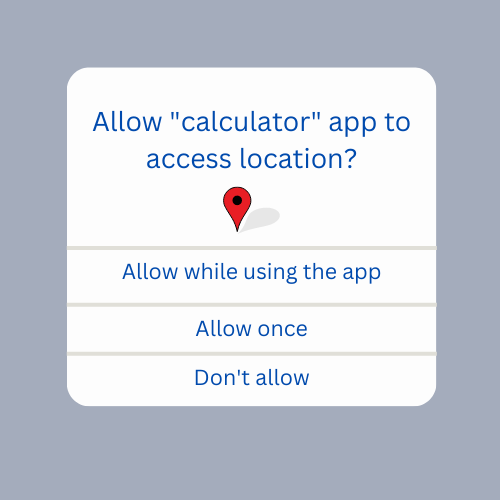 Allow "calculator" app to
access location?
Allow while using the app
Allow once
Don't allow